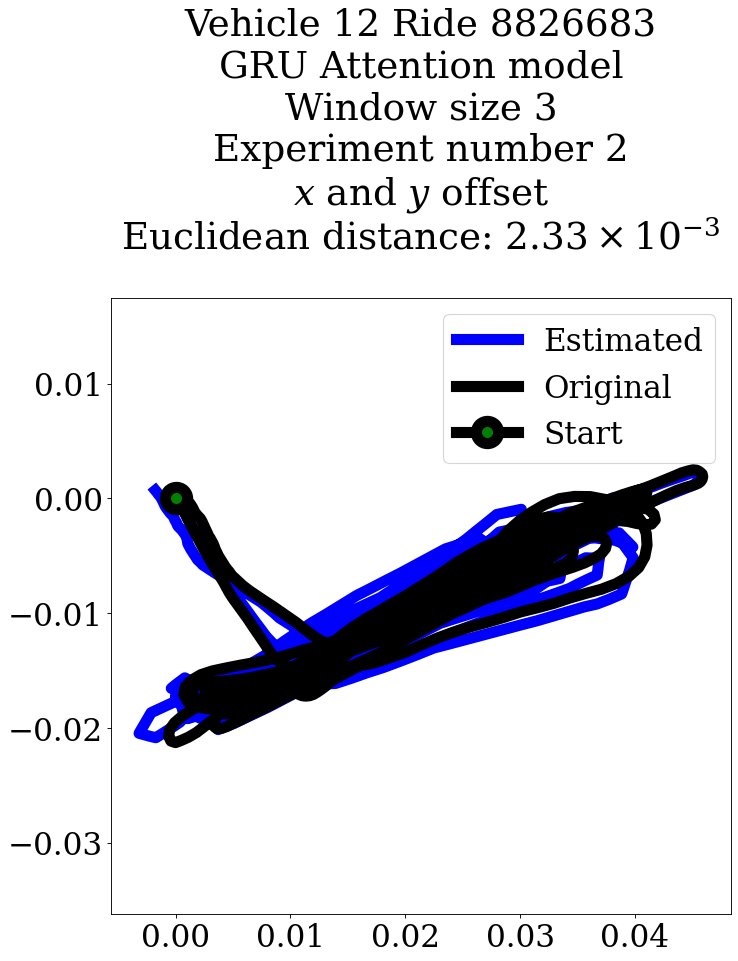 Vehicle 12 Ride 8826683
GRU Attention model
Window size 3
Experiment number 2
x and y offset
Euclidean distance: 2.33 × 10⁻³
Estimated
Original
Start
0.01
0.00
−0.01
−0.02
−0.03
0.00 0.01 0.02 0.03 0.04